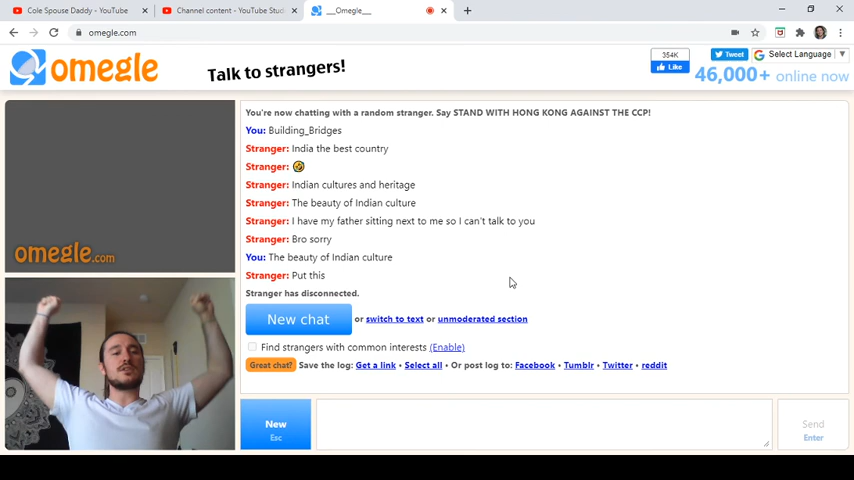 Cole Spouse Daddy - YouTube
Channel content - YouTube Stud
___Omegle___
omegle.com
omegle
Talk to strangers!
354K
Like
Tweet
Select Language
46,000+ online now
You're now chatting with a random stranger. Say STAND WITH HONG KONG AGAINST THE CCP!
You: Building_Bridges
Stranger: India the best country
Stranger: 🤣
Stranger: Indian cultures and heritage
Stranger: The beauty of Indian culture
Stranger: I have my father sitting next to me so I can't talk to you
Stranger: Bro sorry
You: The beauty of Indian culture
Stranger: Put this
Stranger has disconnected.
New chat or switch to text or unmoderated section
Find strangers with common interests (Enable)
Great chat? Save the log: Get a link • Select all • Or post log to: Facebook • Tumblr • Twitter • reddit
omegle.com
New
Esc
Send
Enter